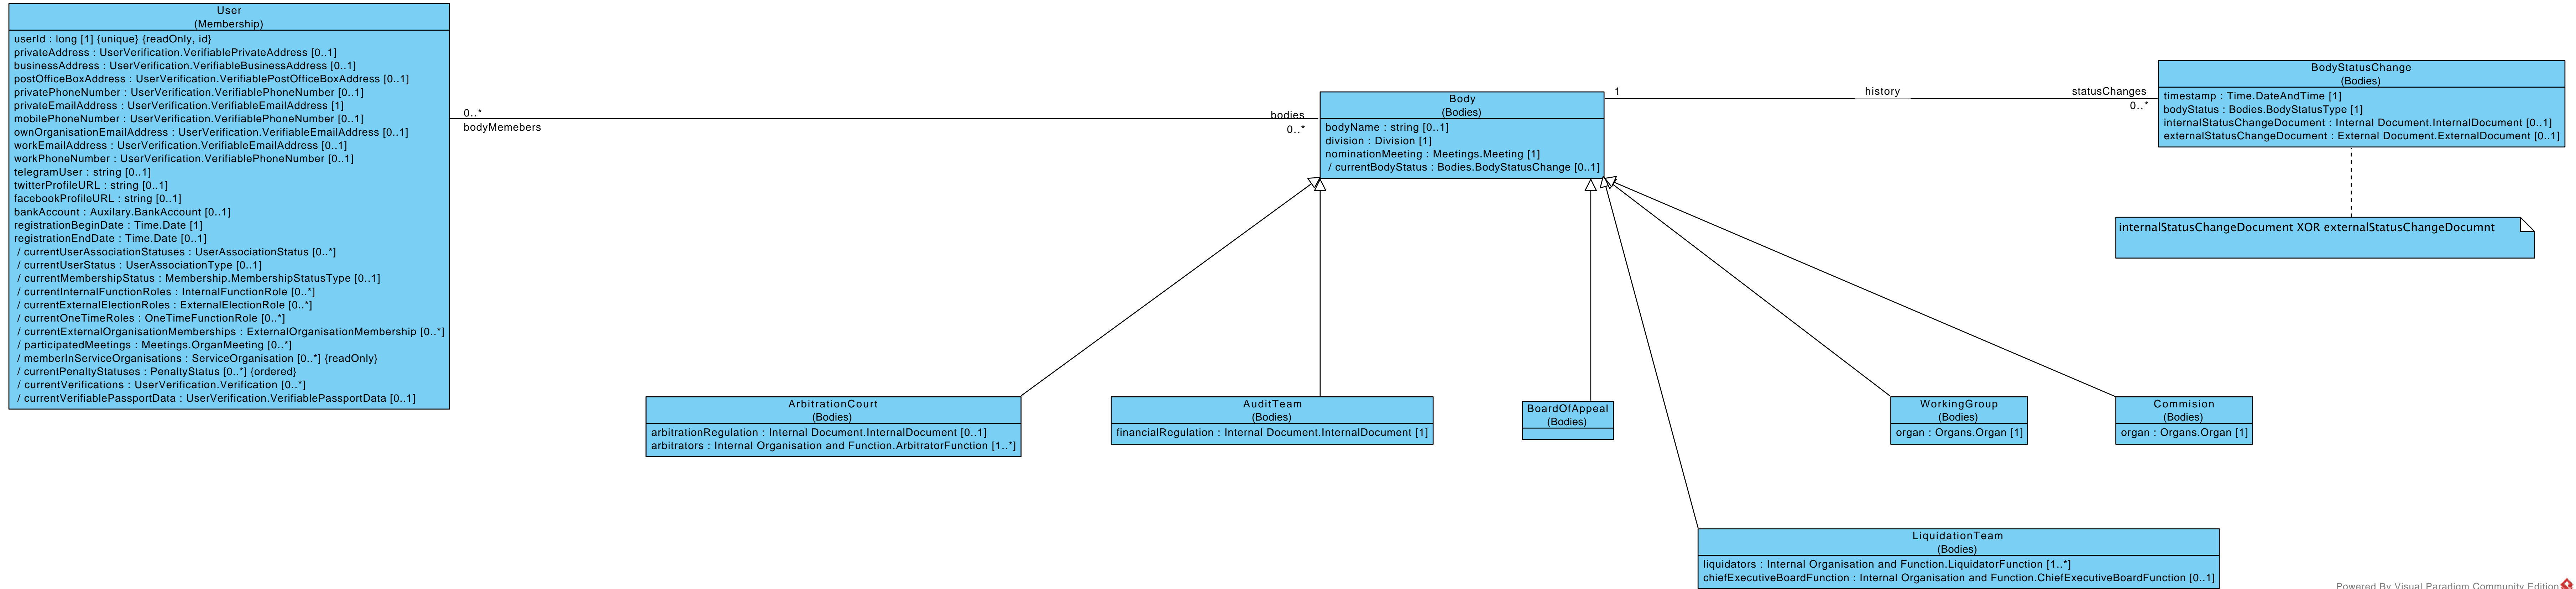 User
(Membership)
userId : long [1] {unique} {readOnly, id}
privateAddress : UserVerification.VerifiablePrivateAddress [0..1]
businessAddress : UserVerification.VerifiableBusinessAddress [0..1]
postOfficeBoxAddress : UserVerification.VerifiablePostOfficeBoxAddress [0..1]
privatePhoneNumber : UserVerification.VerifiablePhoneNumber [0..1]
privateEmailAddress : UserVerification.VerifiableEmailAddress [1]
mobilePhoneNumber : UserVerification.VerifiablePhoneNumber [0..1]
ownOrganisationEmailAddress : UserVerification.VerifiableEmailAddress [0..1]
workEmailAddress : UserVerification.VerifiableEmailAddress [0..1]
workPhoneNumber : UserVerification.VerifiablePhoneNumber [0..1]
telegramUser : string [0..1]
twitterProfileURL : string [0..1]
facebookProfileURL : string [0..1]
bankAccount : Auxilary.BankAccount [0..1]
registrationBeginDate : Time.Date [1]
registrationEndDate : Time.Date [0..1]
/ currentUserAssociationStatuses : UserAssociationStatus [0..*]
/ currentUserStatus : UserAssociationType [0..1]
/ currentMembershipStatus : Membership.MembershipStatusType [0..1]
/ currentInternalFunctionRoles : InternalFunctionRole [0..*]
/ currentExternalElectionRoles : ExternalElectionRole [0..*]
/ currentOneTimeRoles : OneTimeFunctionRole [0..*]
/ currentExternalOrganisationMemberships : ExternalOrganisationMembership [0..*]
/ participatedMeetings : Meetings.OrganMeeting [0..*]
/ memberInServiceOrganisations : ServiceOrganisation [0..*] {readOnly}
/ currentPenaltyStatuses : PenaltyStatus [0..*] {ordered}
/ currentVerifications : UserVerification.Verification [0..*]
/ currentVerifiablePassportData : UserVerification.VerifiablePassportData [0..1]
0..*
bodyMemebers
bodies
0..*
Body
(Bodies)
bodyName : string [0..1]
division : Division [1]
nominationMeeting : Meetings.Meeting [1]
/ currentBodyStatus : Bodies.BodyStatusChange [0..1]
1
history
statusChanges
0..*
BodyStatusChange
(Bodies)
timestamp : Time.DateAndTime [1]
bodyStatus : Bodies.BodyStatusType [1]
internalStatusChangeDocument : Internal Document.InternalDocument [0..1]
externalStatusChangeDocument : External Document.ExternalDocument [0..1]
internalStatusChangeDocument XOR externalStatusChangeDocumnt
ArbitrationCourt
(Bodies)
arbitrationRegulation : Internal Document.InternalDocument [0..1]
arbitrators : Internal Organisation and Function.ArbitratorFunction [1..*]
AuditTeam
(Bodies)
financialRegulation : Internal Document.InternalDocument [1]
BoardOfAppeal
(Bodies)
WorkingGroup
(Bodies)
organ : Organs.Organ [1]
Commision
(Bodies)
organ : Organs.Organ [1]
LiquidationTeam
(Bodies)
liquidators : Internal Organisation and Function.LiquidatorFunction [1..*]
chiefExecutiveBoardFunction : Internal Organisation and Function.ChiefExecutiveBoardFunction [0..1]
Powered By Visual Paradigm Community Edition